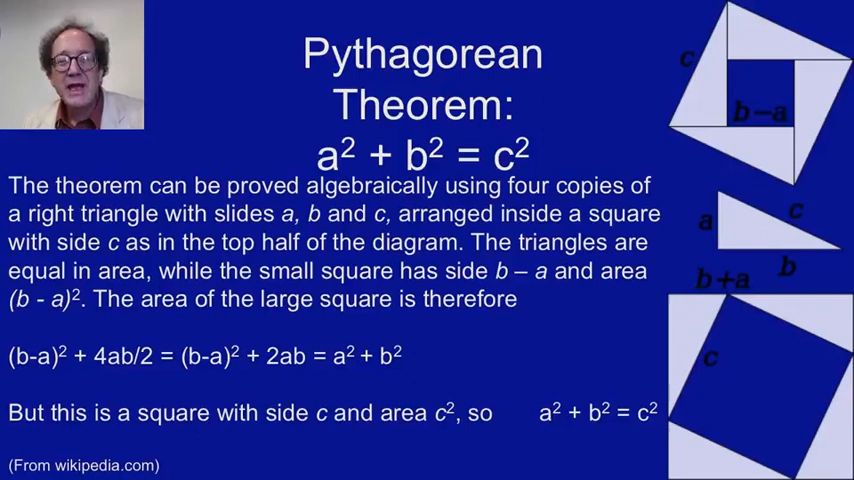 Pythagorean
Theorem:
a² + b² = c²
The theorem can be proved algebraically using four copies of
a right triangle with slides a, b and c, arranged inside a square
with side c as in the top half of the diagram. The triangles are
equal in area, while the small square has side b – a and area
(b - a)². The area of the large square is therefore
(b-a)² + 4ab/2 = (b-a)² + 2ab = a² + b²
But this is a square with side c and area c², so a² + b² = c²
(From wikipedia.com)
c
b−a
a
c
b
b+a
c